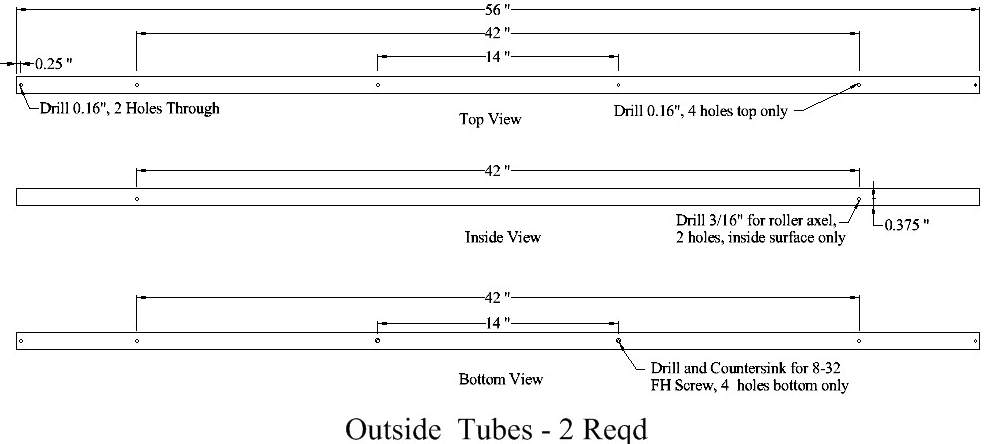 56 "
42 "
14 "
0.25 "
Drill 0.16", 2 Holes Through
Drill 0.16", 4 holes top only
Top View
42 "
Drill 3/16" for roller axel,
2 holes, inside surface only
0.375 "
Inside View
42 "
14 "
Drill and Countersink for 8-32
FH Screw, 4 holes bottom only
Bottom View
Outside Tubes - 2 Reqd